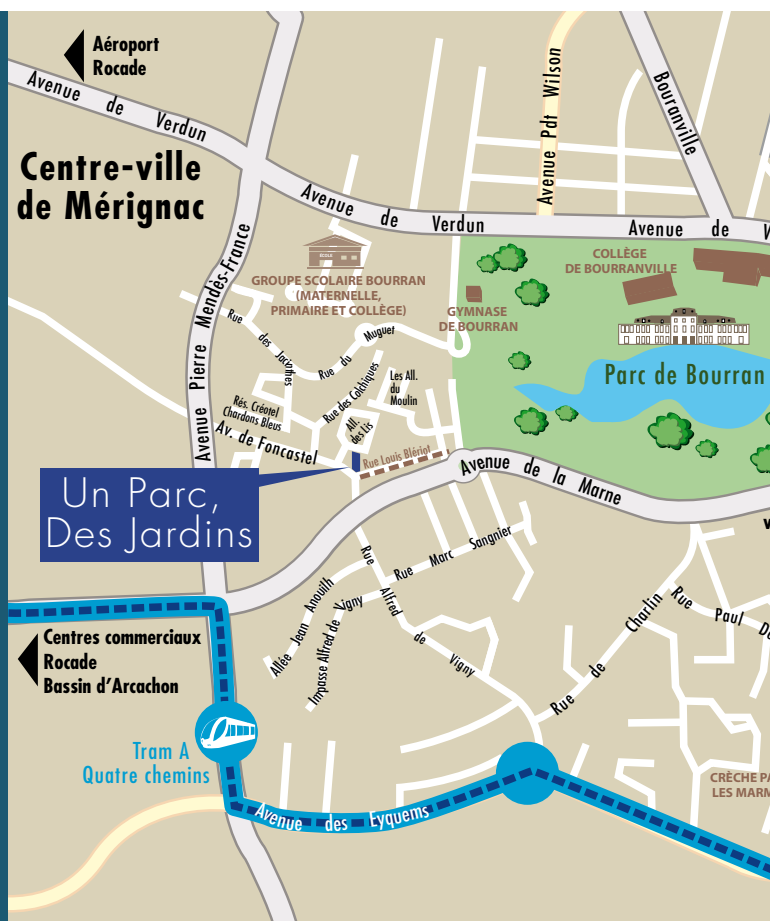 Aéroport
Rocade
Avenue de Verdun
Centre-ville
de Mérignac
Avenue Pdt Wilson
Bouranville
Avenue de Verdun
Avenue de
ECOLE
GROUPE SCOLAIRE BOURRAN
(MATERNELLE,
PRIMAIRE ET COLLÈGE)
COLLÈGE
DE BOURRANVILLE
GYMNASE
DE BOURRAN
Avenue Pierre Mendès-France
Rue des Jacinthes
Rue du Muguet
Rue des Colchiques
Les All.
du
Moulin
Parc de Bourran
Rés. Créotel
Chardons Bleus
All.
des Lis
Av. de Foncastel
Rue Louis Blériot
Avenue de la Marne
Un Parc,
Des Jardins
Rue Marc Sangnier
Rue Alfred de Vigny
Allée Jean Anouilh
Impasse Alfred de Vigny
Rue de Charlin
Rue Paul
Centres commerciaux
Rocade
Bassin d'Arcachon
Tram A
Quatre chemins
Avenue des Eyquems
CRÈCHE
LES